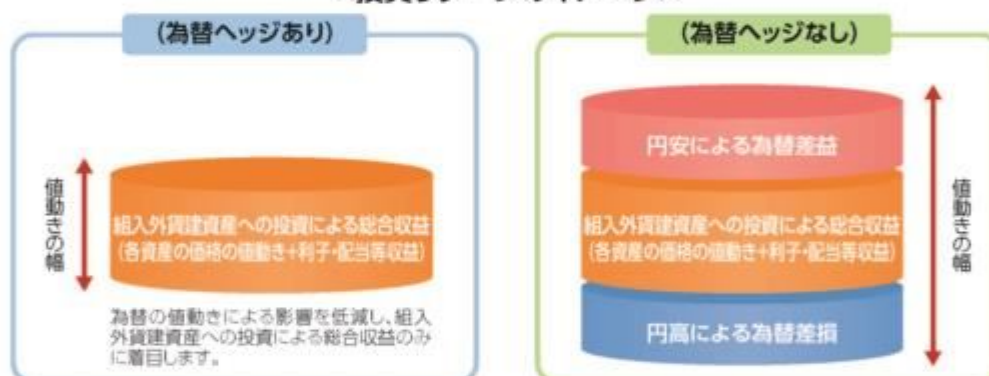 (為替ヘッジあり)
値動きの幅
組入外貨建資産への投資による総合収益
(各資産の価格の値動き+利子・配当等収益)
為替の値動きによる影響を低減し、組入
外貨建資産への投資による総合収益のみ
に着目します。
(為替ヘッジなし)
円安による為替差益
組入外貨建資産への投資による総合収益
(各資産の価格の値動き+利子・配当等収益)
円高による為替差損
値動きの幅